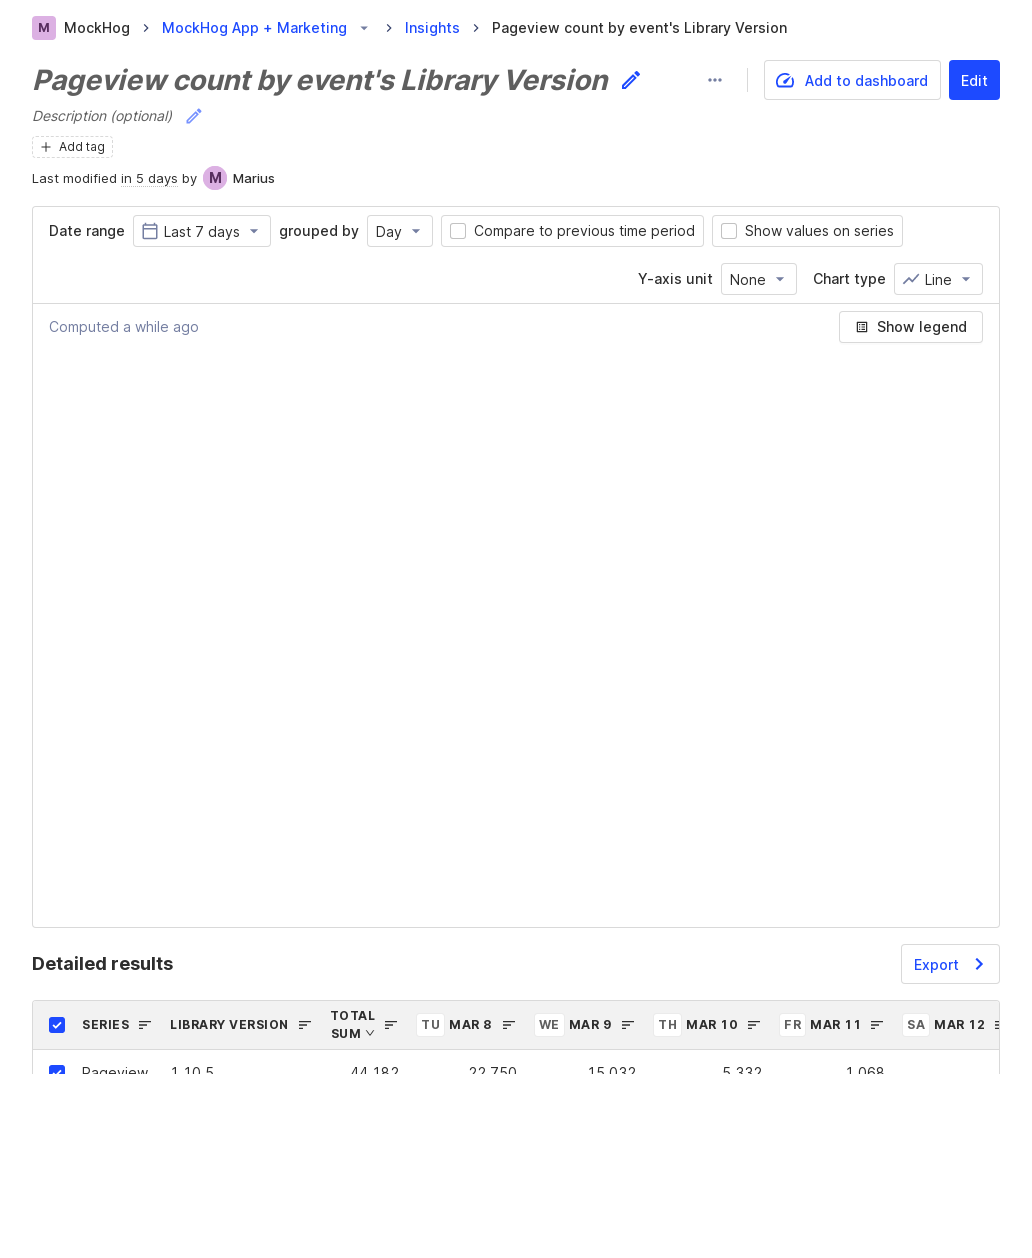 M MockHog MockHog App + Marketing Insights Pageview count by event's Library Version
Pageview count by event's Library Version
Add to dashboard
Edit
Description (optional)
Add tag
Last modified in 5 days by M Marius
Date range Last 7 days grouped by Day Compare to previous time period Show values on series
Y-axis unit None Chart type Line
Computed a while ago
Show legend
Detailed results
Export
SERIES LIBRARY VERSION TOTAL SUM TU MAR 8 WE MAR 9 TH MAR 10 FR MAR 11 SA MAR 12
Pageview 1.10.5 44,182 22,750 15,032 5,332 1,068